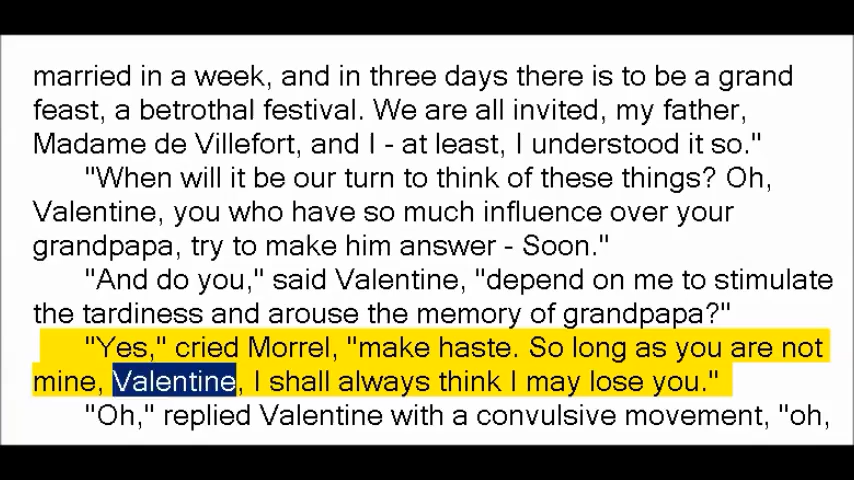 married in a week, and in three days there is to be a grand
feast, a betrothal festival. We are all invited, my father,
Madame de Villefort, and I - at least, I understood it so."
"When will it be our turn to think of these things? Oh,
Valentine, you who have so much influence over your
grandpapa, try to make him answer - Soon."
"And do you," said Valentine, "depend on me to stimulate
the tardiness and arouse the memory of grandpapa?"
"Yes," cried Morrel, "make haste. So long as you are not
mine, Valentine, I shall always think I may lose you."
"Oh," replied Valentine with a convulsive movement, "oh,